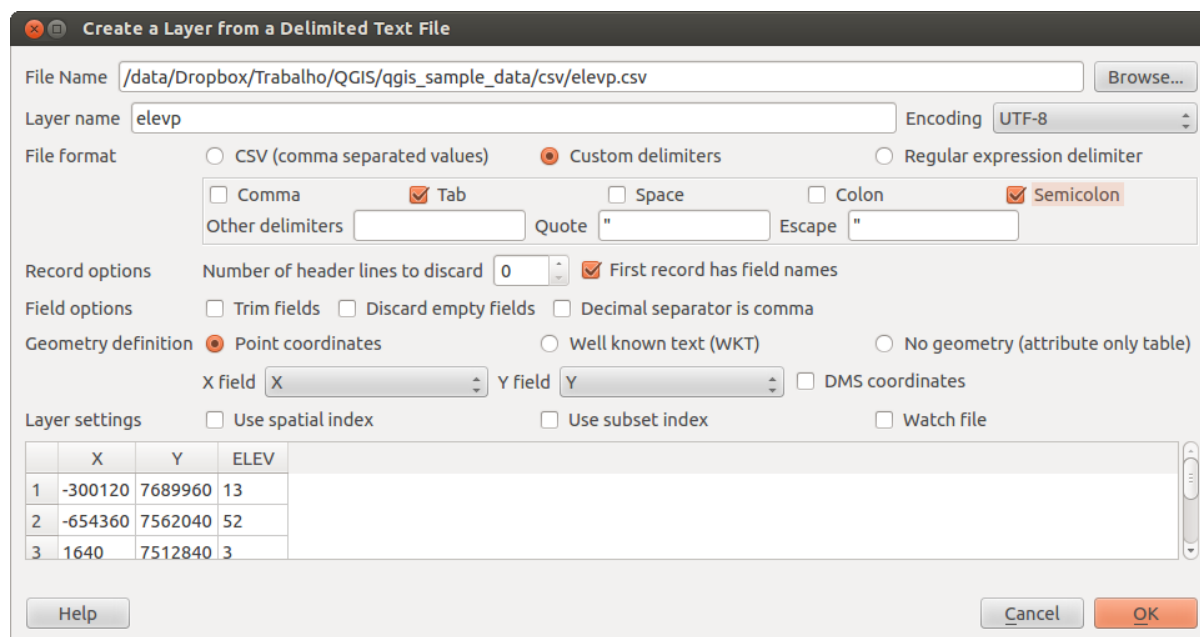 Create a Layer from a Delimited Text File
File Name /data/Dropbox/Trabalho/QGIS/qgis_sample_data/csv/elevp.csv Browse...
Layer name elevp Encoding UTF-8
File format CSV (comma separated values) Custom delimiters Regular expression delimiter
Comma Tab Space Colon Semicolon
Other delimiters Quote " Escape "
Record options Number of header lines to discard 0 First record has field names
Field options Trim fields Discard empty fields Decimal separator is comma
Geometry definition Point coordinates Well known text (WKT) No geometry (attribute only table)
X field X Y field Y DMS coordinates
Layer settings Use spatial index Use subset index Watch file
X Y ELEV
1 -300120 7689960 13
2 -654360 7562040 52
3 1640 7512840 3
Help Cancel OK